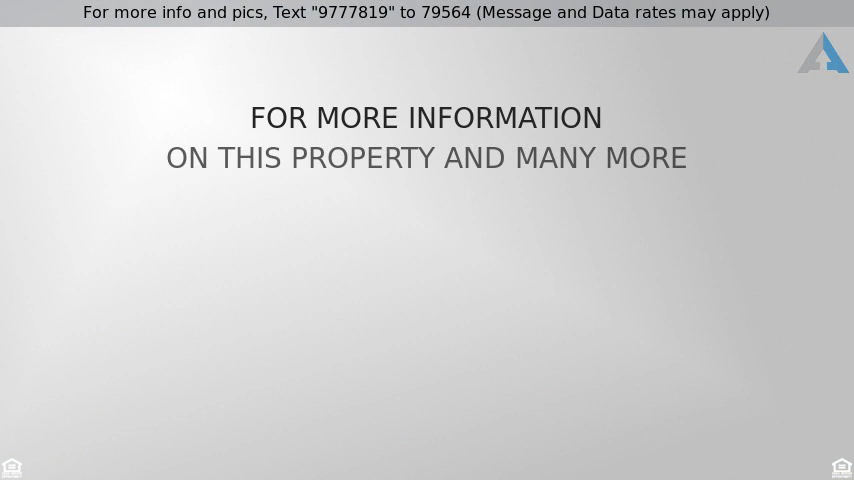 For more info and pics, Text "9777819" to 79564 (Message and Data rates may apply)
FOR MORE INFORMATION
ON THIS PROPERTY AND MANY MORE